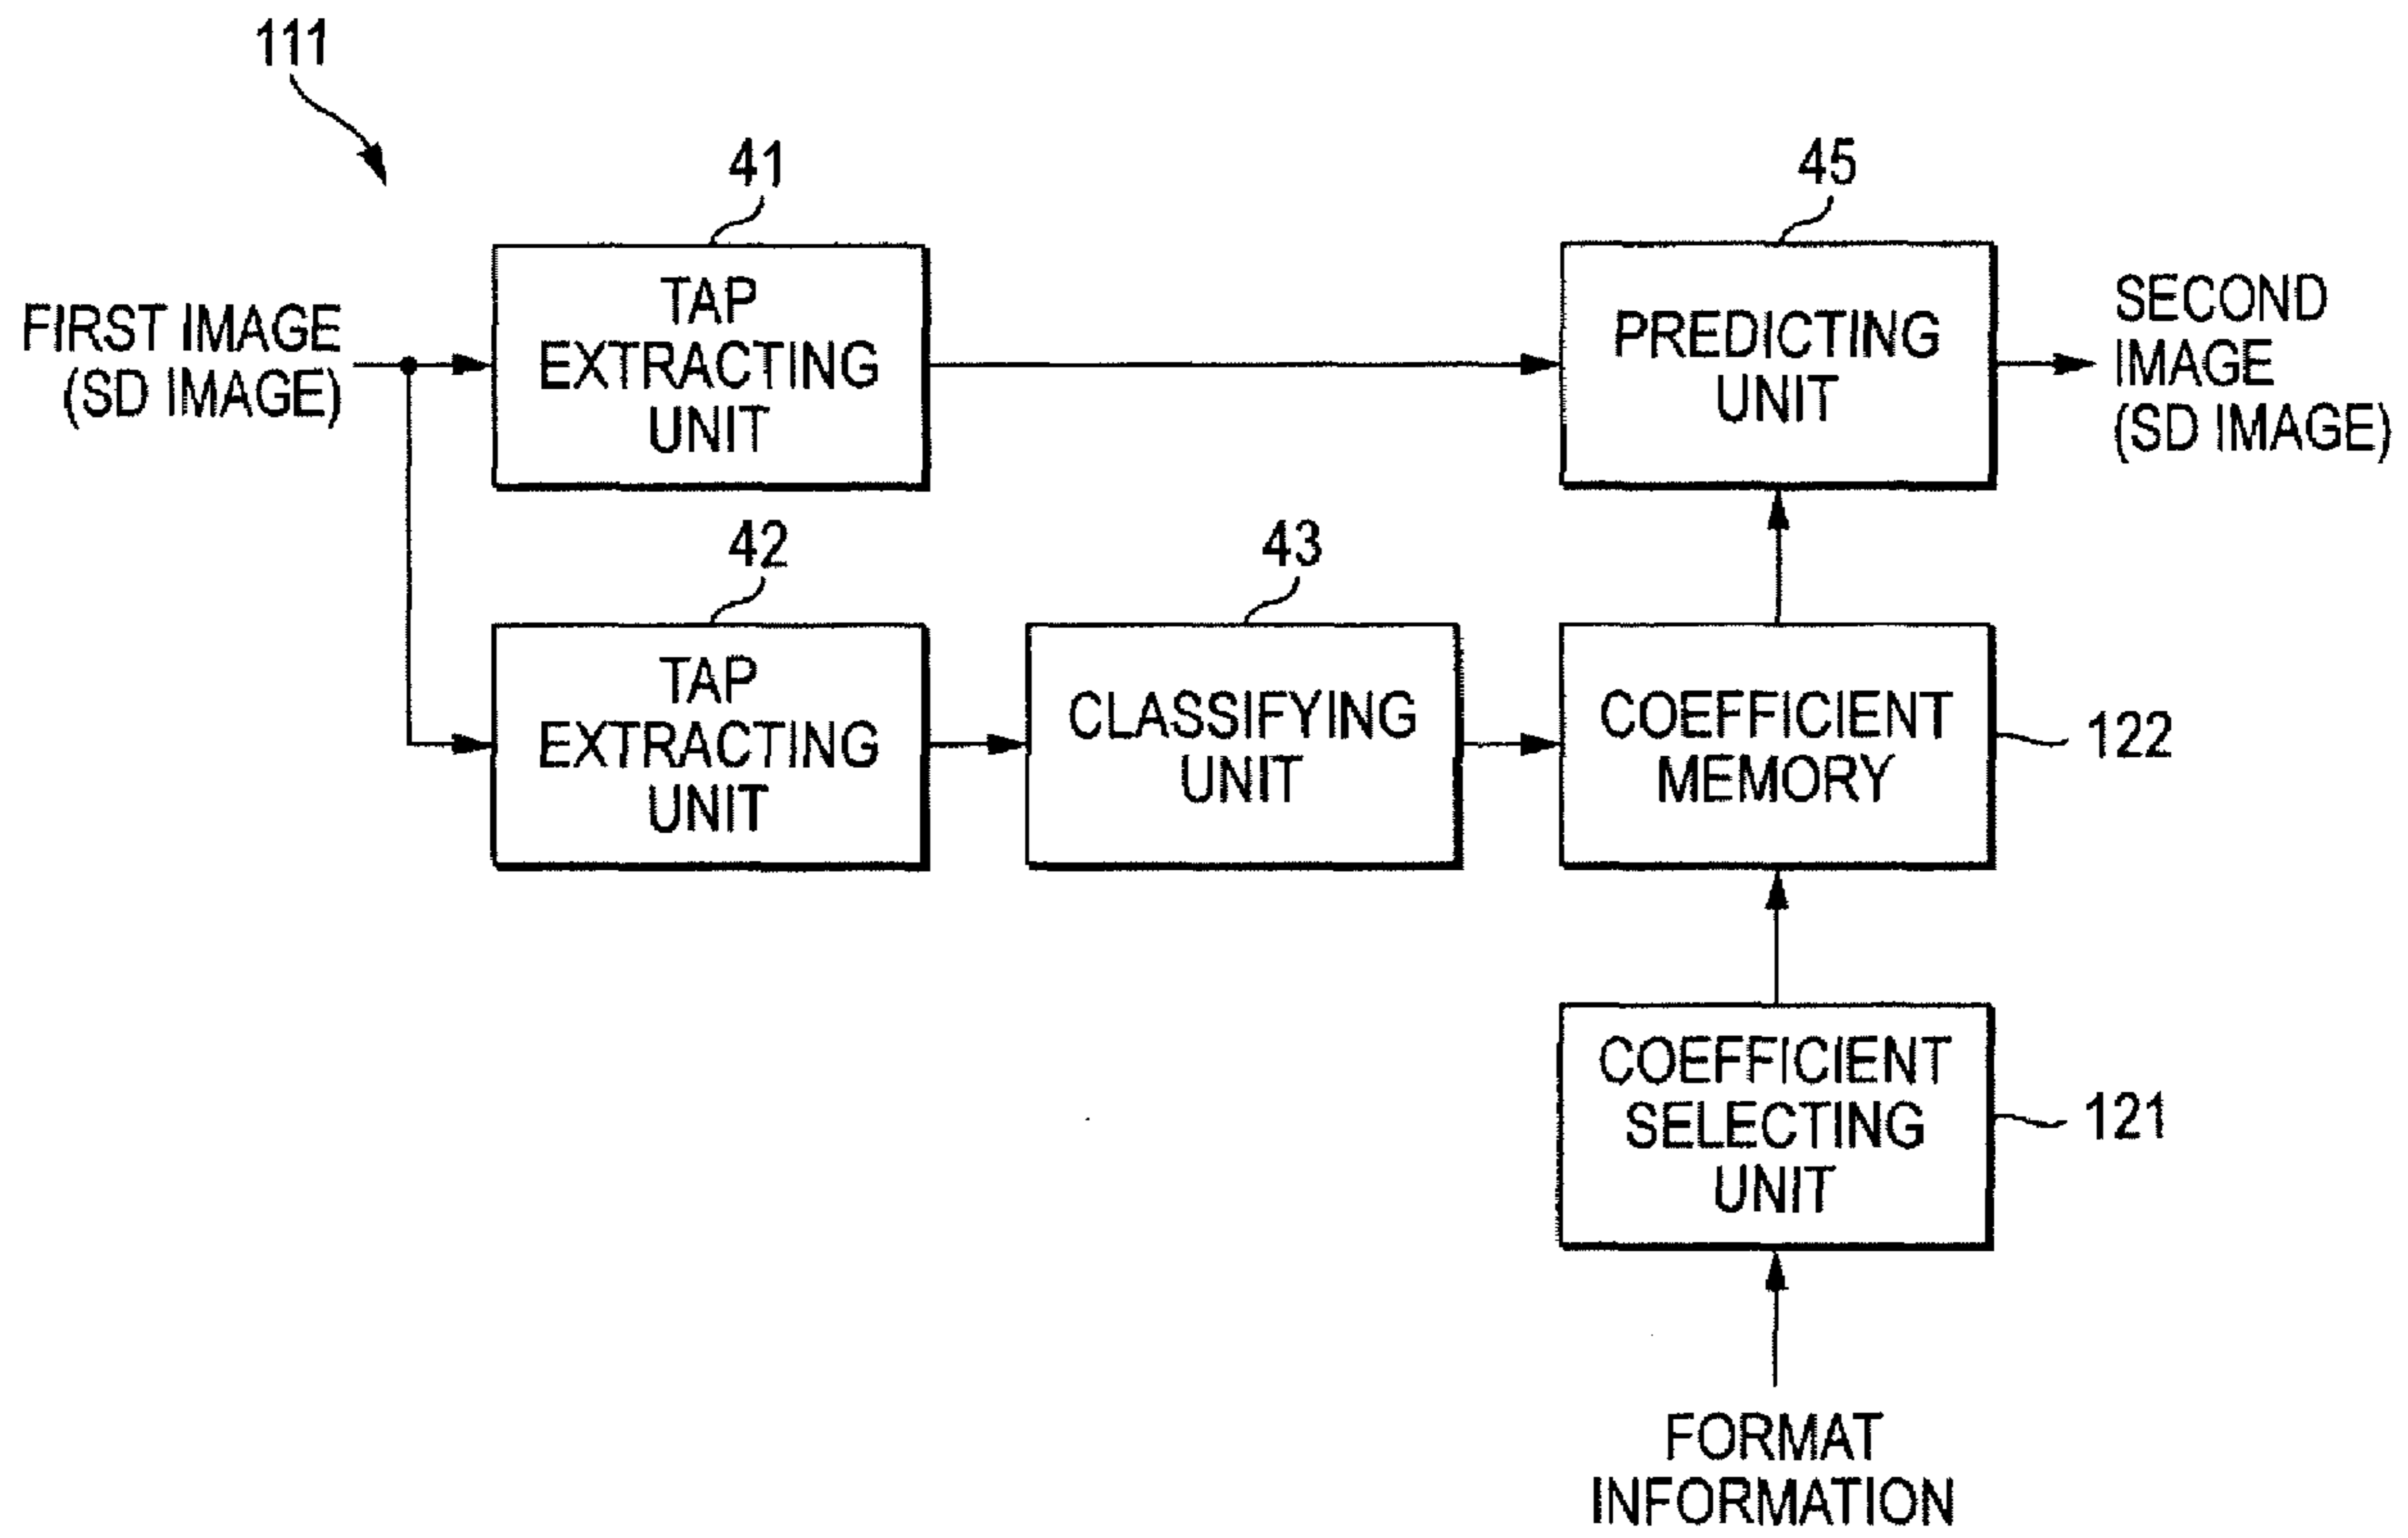 111
41
45
FIRST IMAGE
(SD IMAGE)
TAP
EXTRACTING
UNIT
PREDICTING
UNIT
SECOND
IMAGE
(SD IMAGE)
42
43
TAP
EXTRACTING
UNIT
CLASSIFYING
UNIT
COEFFICIENT
MEMORY
122
COEFFICIENT
SELECTING
UNIT
121
FORMAT
INFORMATION